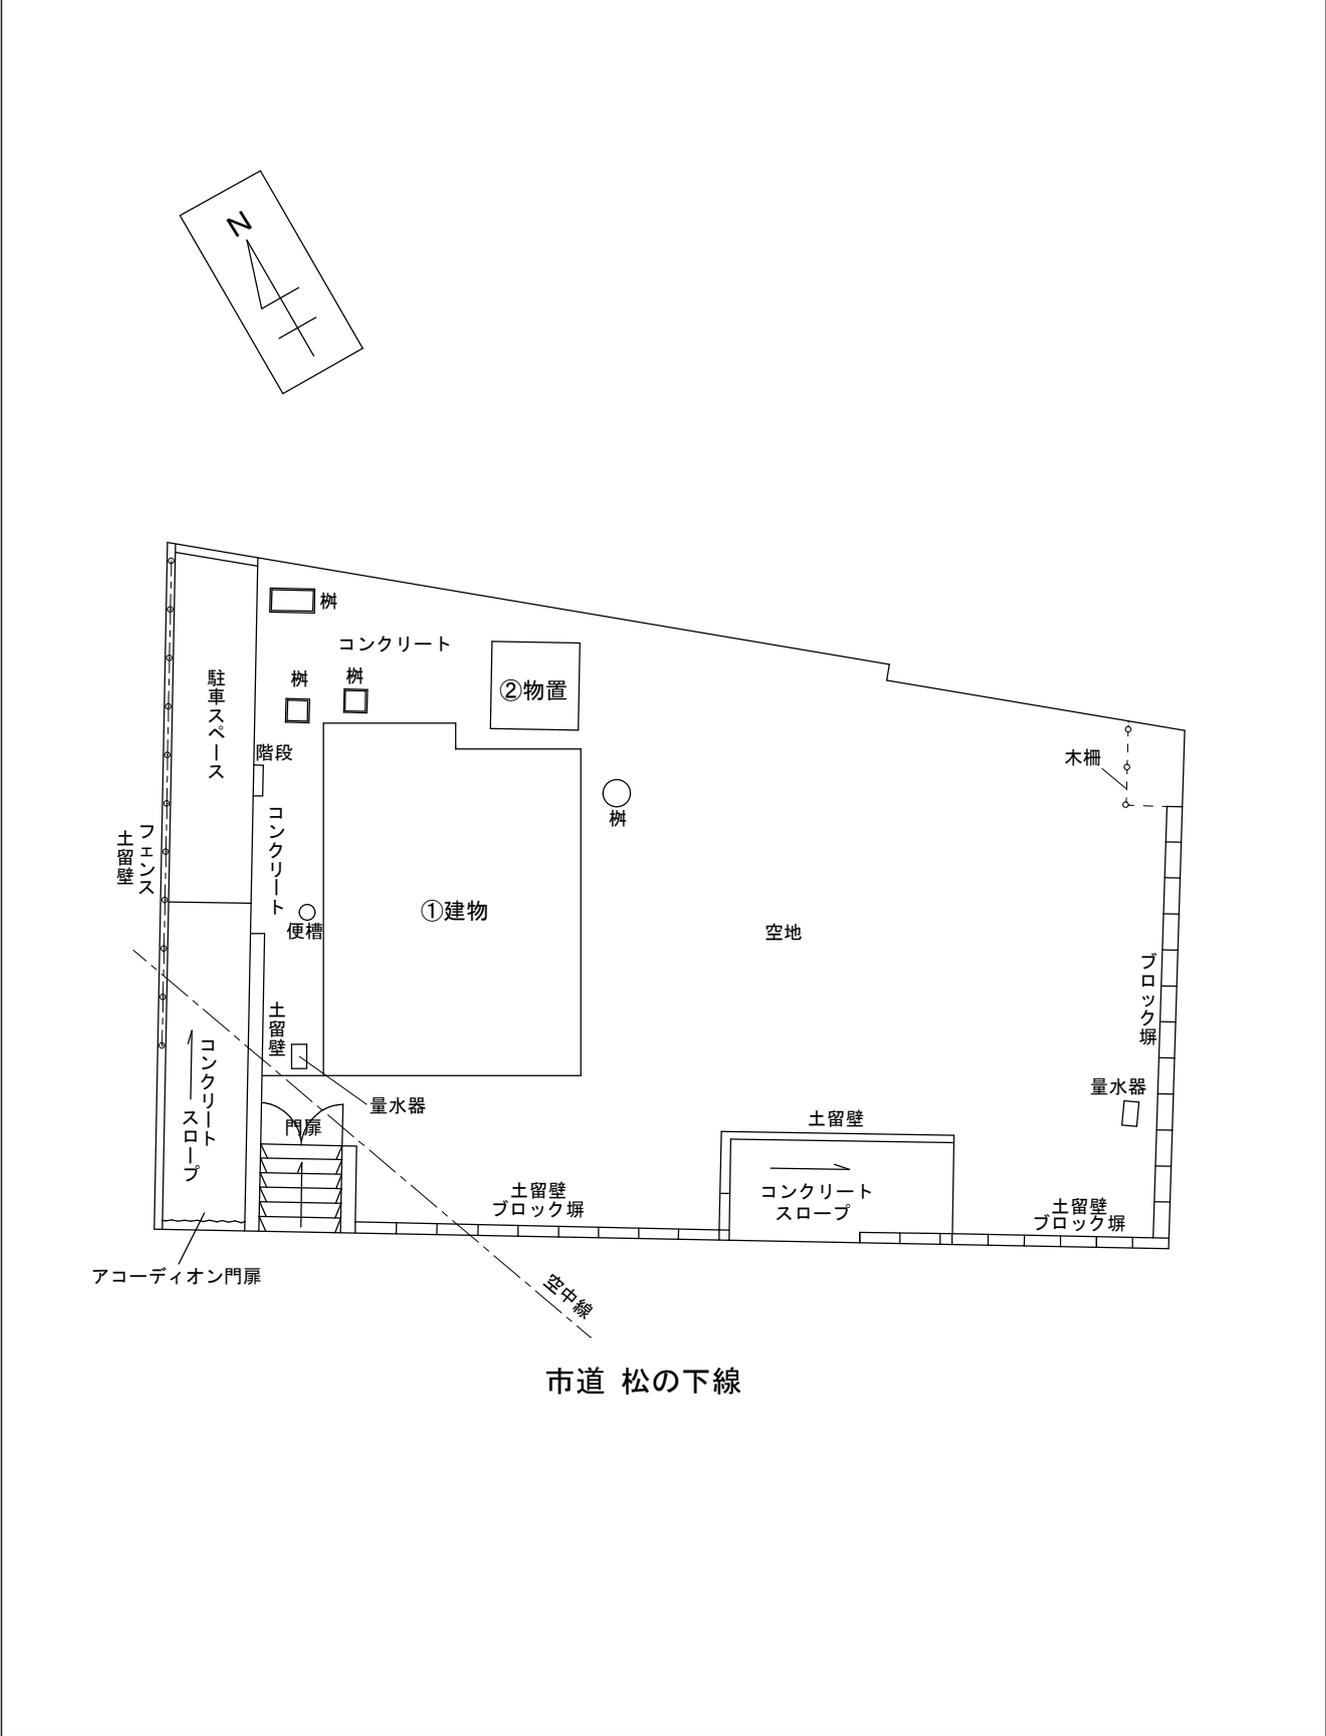 N
桝
コンクリート
桝
桝
②物置
駐車スペース
階段
木柵
桝
コンクリート
フェンス
土留壁
①建物
便槽
空地
ブロック塀
土留壁
コンクリート
スロープ
量水器
量水器
門扉
土留壁
コンクリート
スロープ
土留壁
ブロック塀
土留壁
ブロック塀
アコーディオン門扉
空中線
市道 松の下線